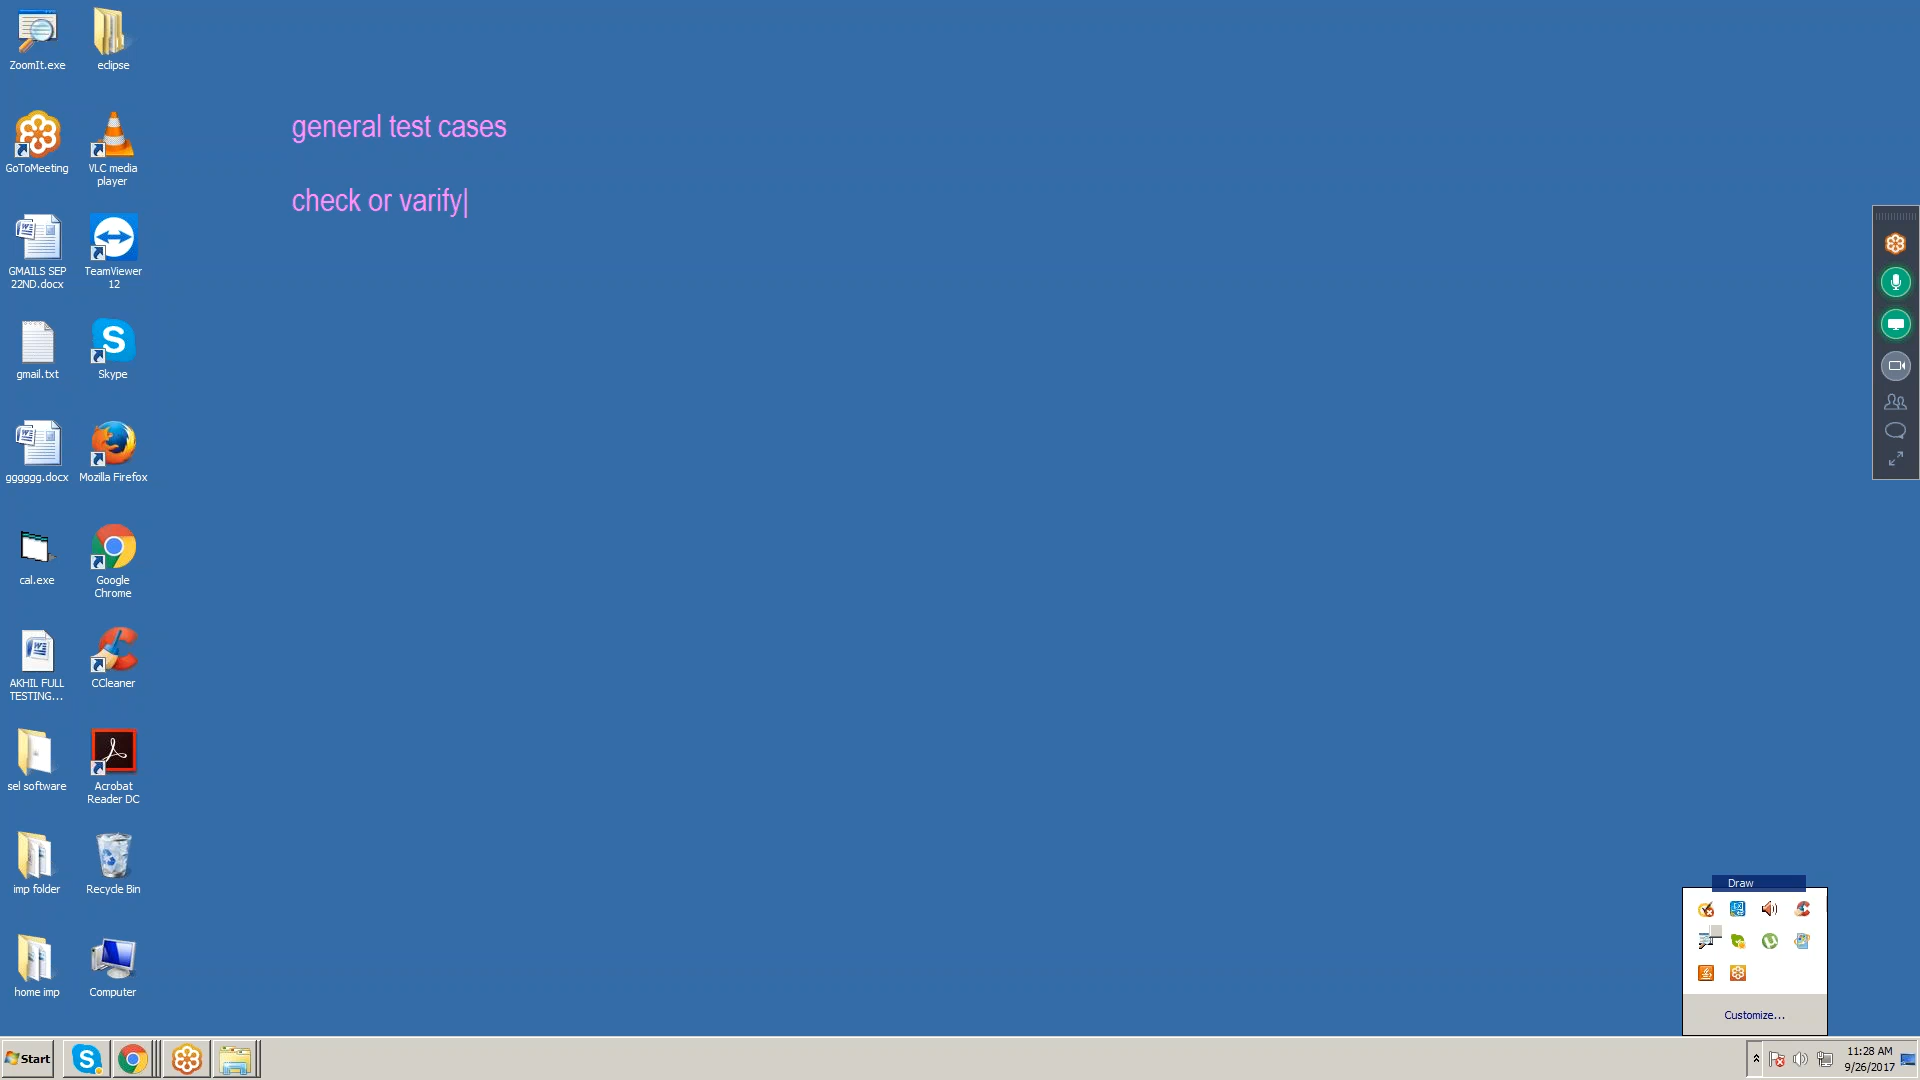 ZoomIt.exe
eclipse
general test cases
GoToMeeting
VLC media
player
check or varify
GMAILS SEP
22ND.docx
TeamViewer
12
gmail.txt
Skype
gggggg.docx
Mozilla Firefox
cal.exe
Google
Chrome
AKHIL FULL
TESTING...
CCleaner
sel software
Acrobat
Reader DC
imp folder
Recycle Bin
home imp
Computer
Draw
Customize...
Start
11:28 AM
9/26/2017